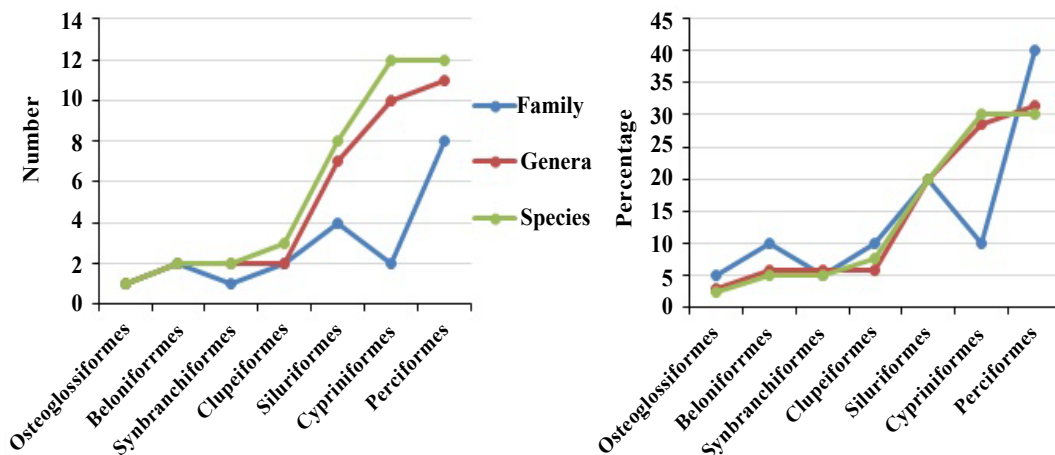 14
12
10
8
6
4
2
0
Number
Osteoglossiformes
Beloniforrmes
Synbranchiformes
Clupeiformes
Siluriformes
Cypriniformes
Perciformes
Family
Genera
Species
45
40
35
30
25
20
15
10
5
0
Percentage
Osteoglossiformes
Beloniforrmes
Synbranchiformes
Clupeiformes
Siluriformes
Cypriniformes
Perciformes